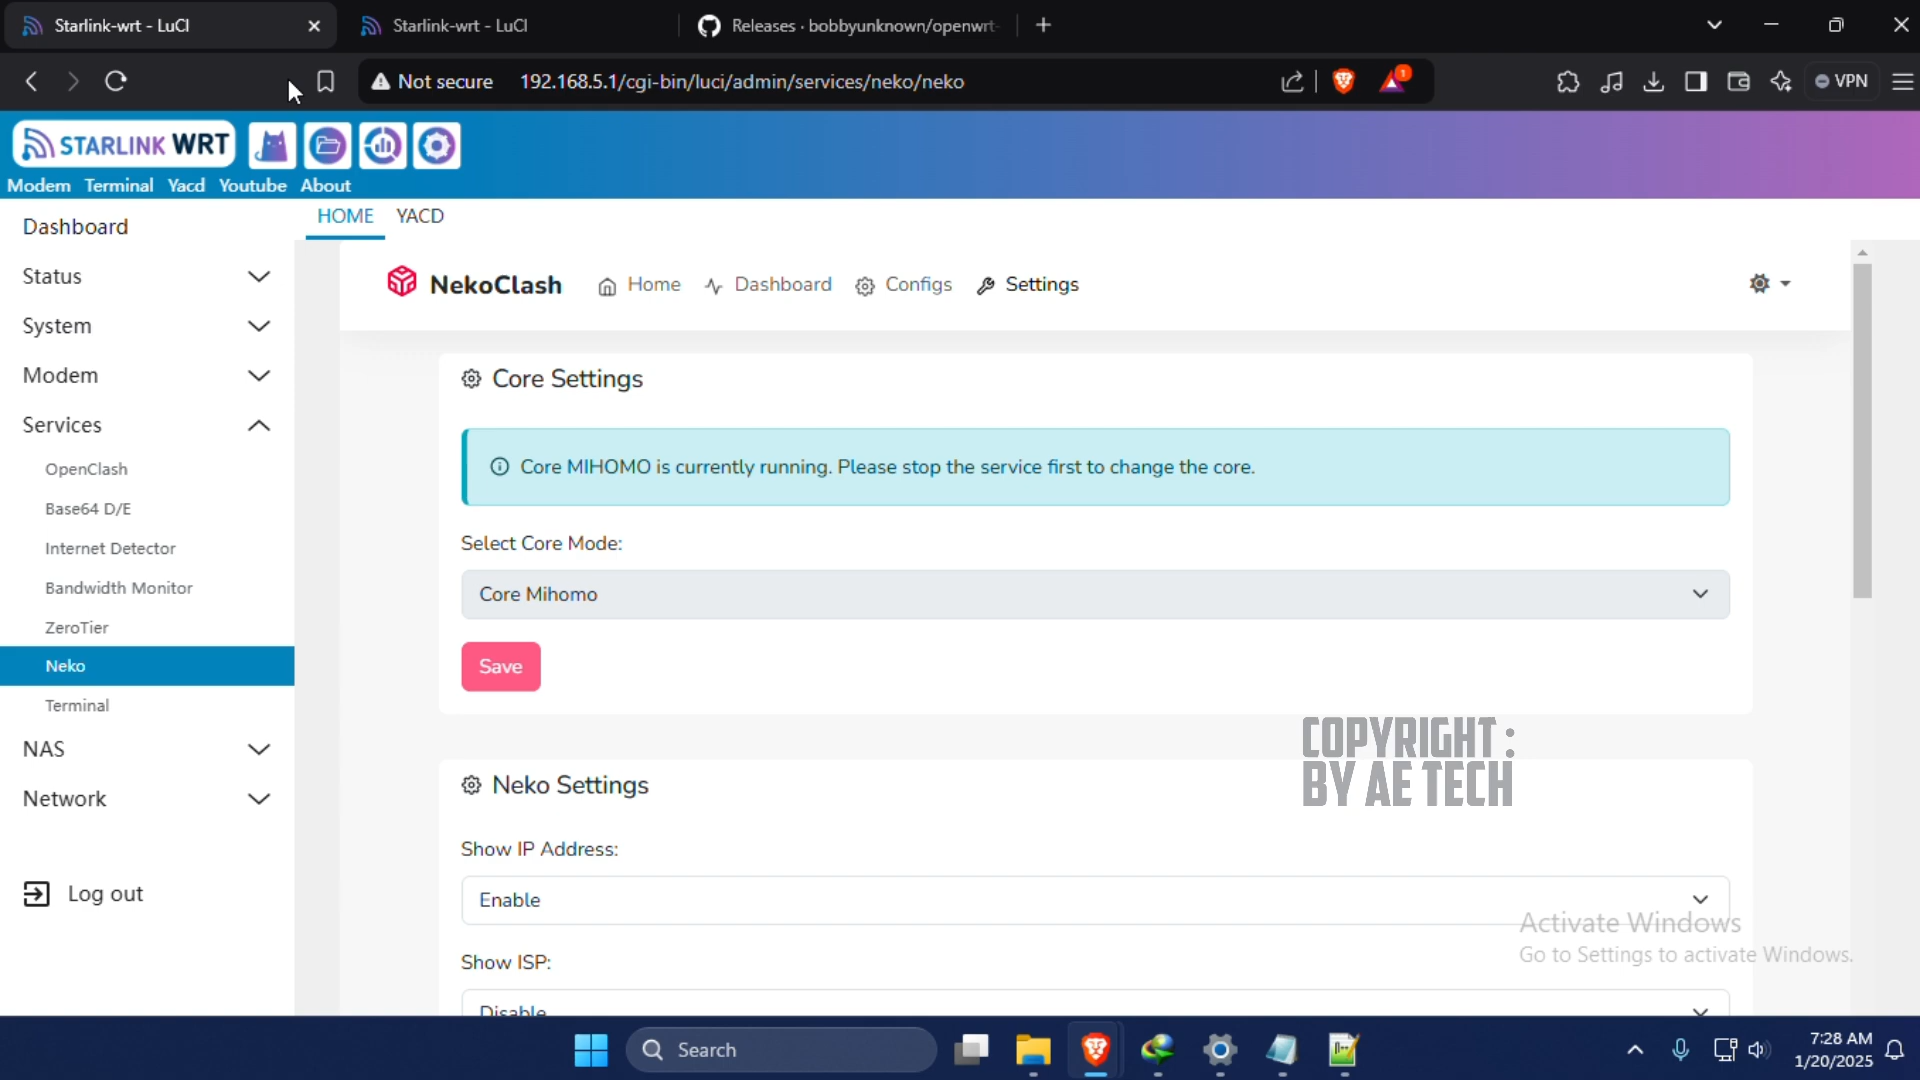 Starlink-wrt - LuCI
Starlink-wrt - LuCI
Releases · bobbyunknown/openwrt-
Not secure
192.168.5.1/cgi-bin/luci/admin/services/neko/neko
1
VPN
STARLINK WRT
Modem Terminal Yacd Youtube About
Dashboard
Status
System
Modem
Services
OpenClash
Base64 D/E
Internet Detector
Bandwidth Monitor
ZeroTier
Neko
Terminal
NAS
Network
Log out
HOME YACD
NekoClash
Home
Dashboard
Configs
Settings
Core Settings
Core MIHOMO is currently running. Please stop the service first to change the core.
Select Core Mode:
Core Mihomo
Save
COPYRIGHT :
BY AE TECH
Neko Settings
Show IP Address:
Enable
Show ISP:
Disable
Activate Windows
Go to Settings to activate Windows.
Search
7:28 AM
1/20/2025